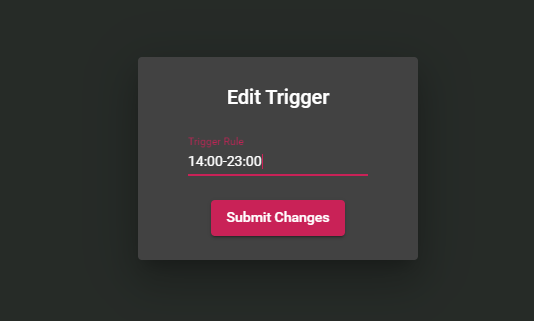 Edit Trigger
Trigger Rule
14:00-23:00
Submit Changes